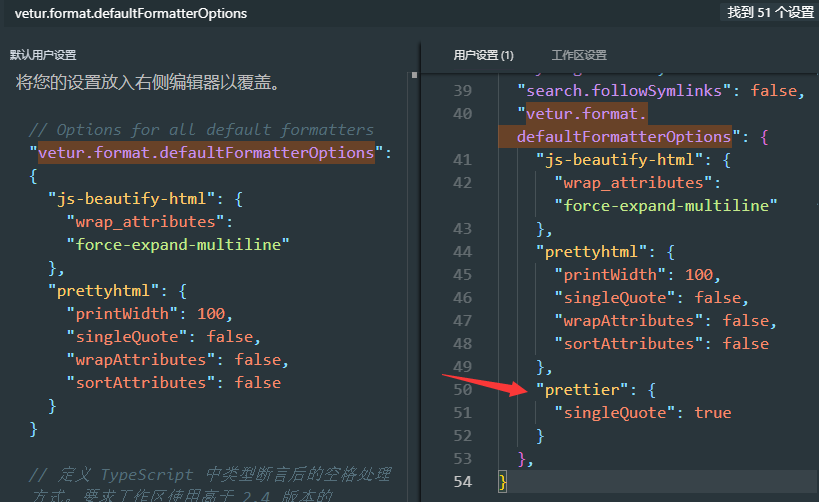 vetur.format.defaultFormatterOptions
找到 51 个设置
默认用户设置
将您的设置放入右侧编辑器以覆盖。
// Options for all default formatters
"vetur.format.defaultFormatterOptions":
{
"js-beautify-html": {
"wrap_attributes":
"force-expand-multiline"
},
"prettyhtml": {
"printWidth": 100,
"singleQuote": false,
"wrapAttributes": false,
"sortAttributes": false
}
}
// 定义 TypeScript 中类型断言后的空格处理
方式。要求工作区使用高于 2.4 版本的
用户设置 (1) 工作区设置
39 "search.followSymlinks": false,
40 "vetur.format.
defaultFormatterOptions": {
41 "js-beautify-html": {
42 "wrap_attributes":
"force-expand-multiline"
43 },
44 "prettyhtml": {
45 "printWidth": 100,
46 "singleQuote": false,
47 "wrapAttributes": false,
48 "sortAttributes": false
49 },
50 "prettier": {
51 "singleQuote": true
52 }
53 },
54 }